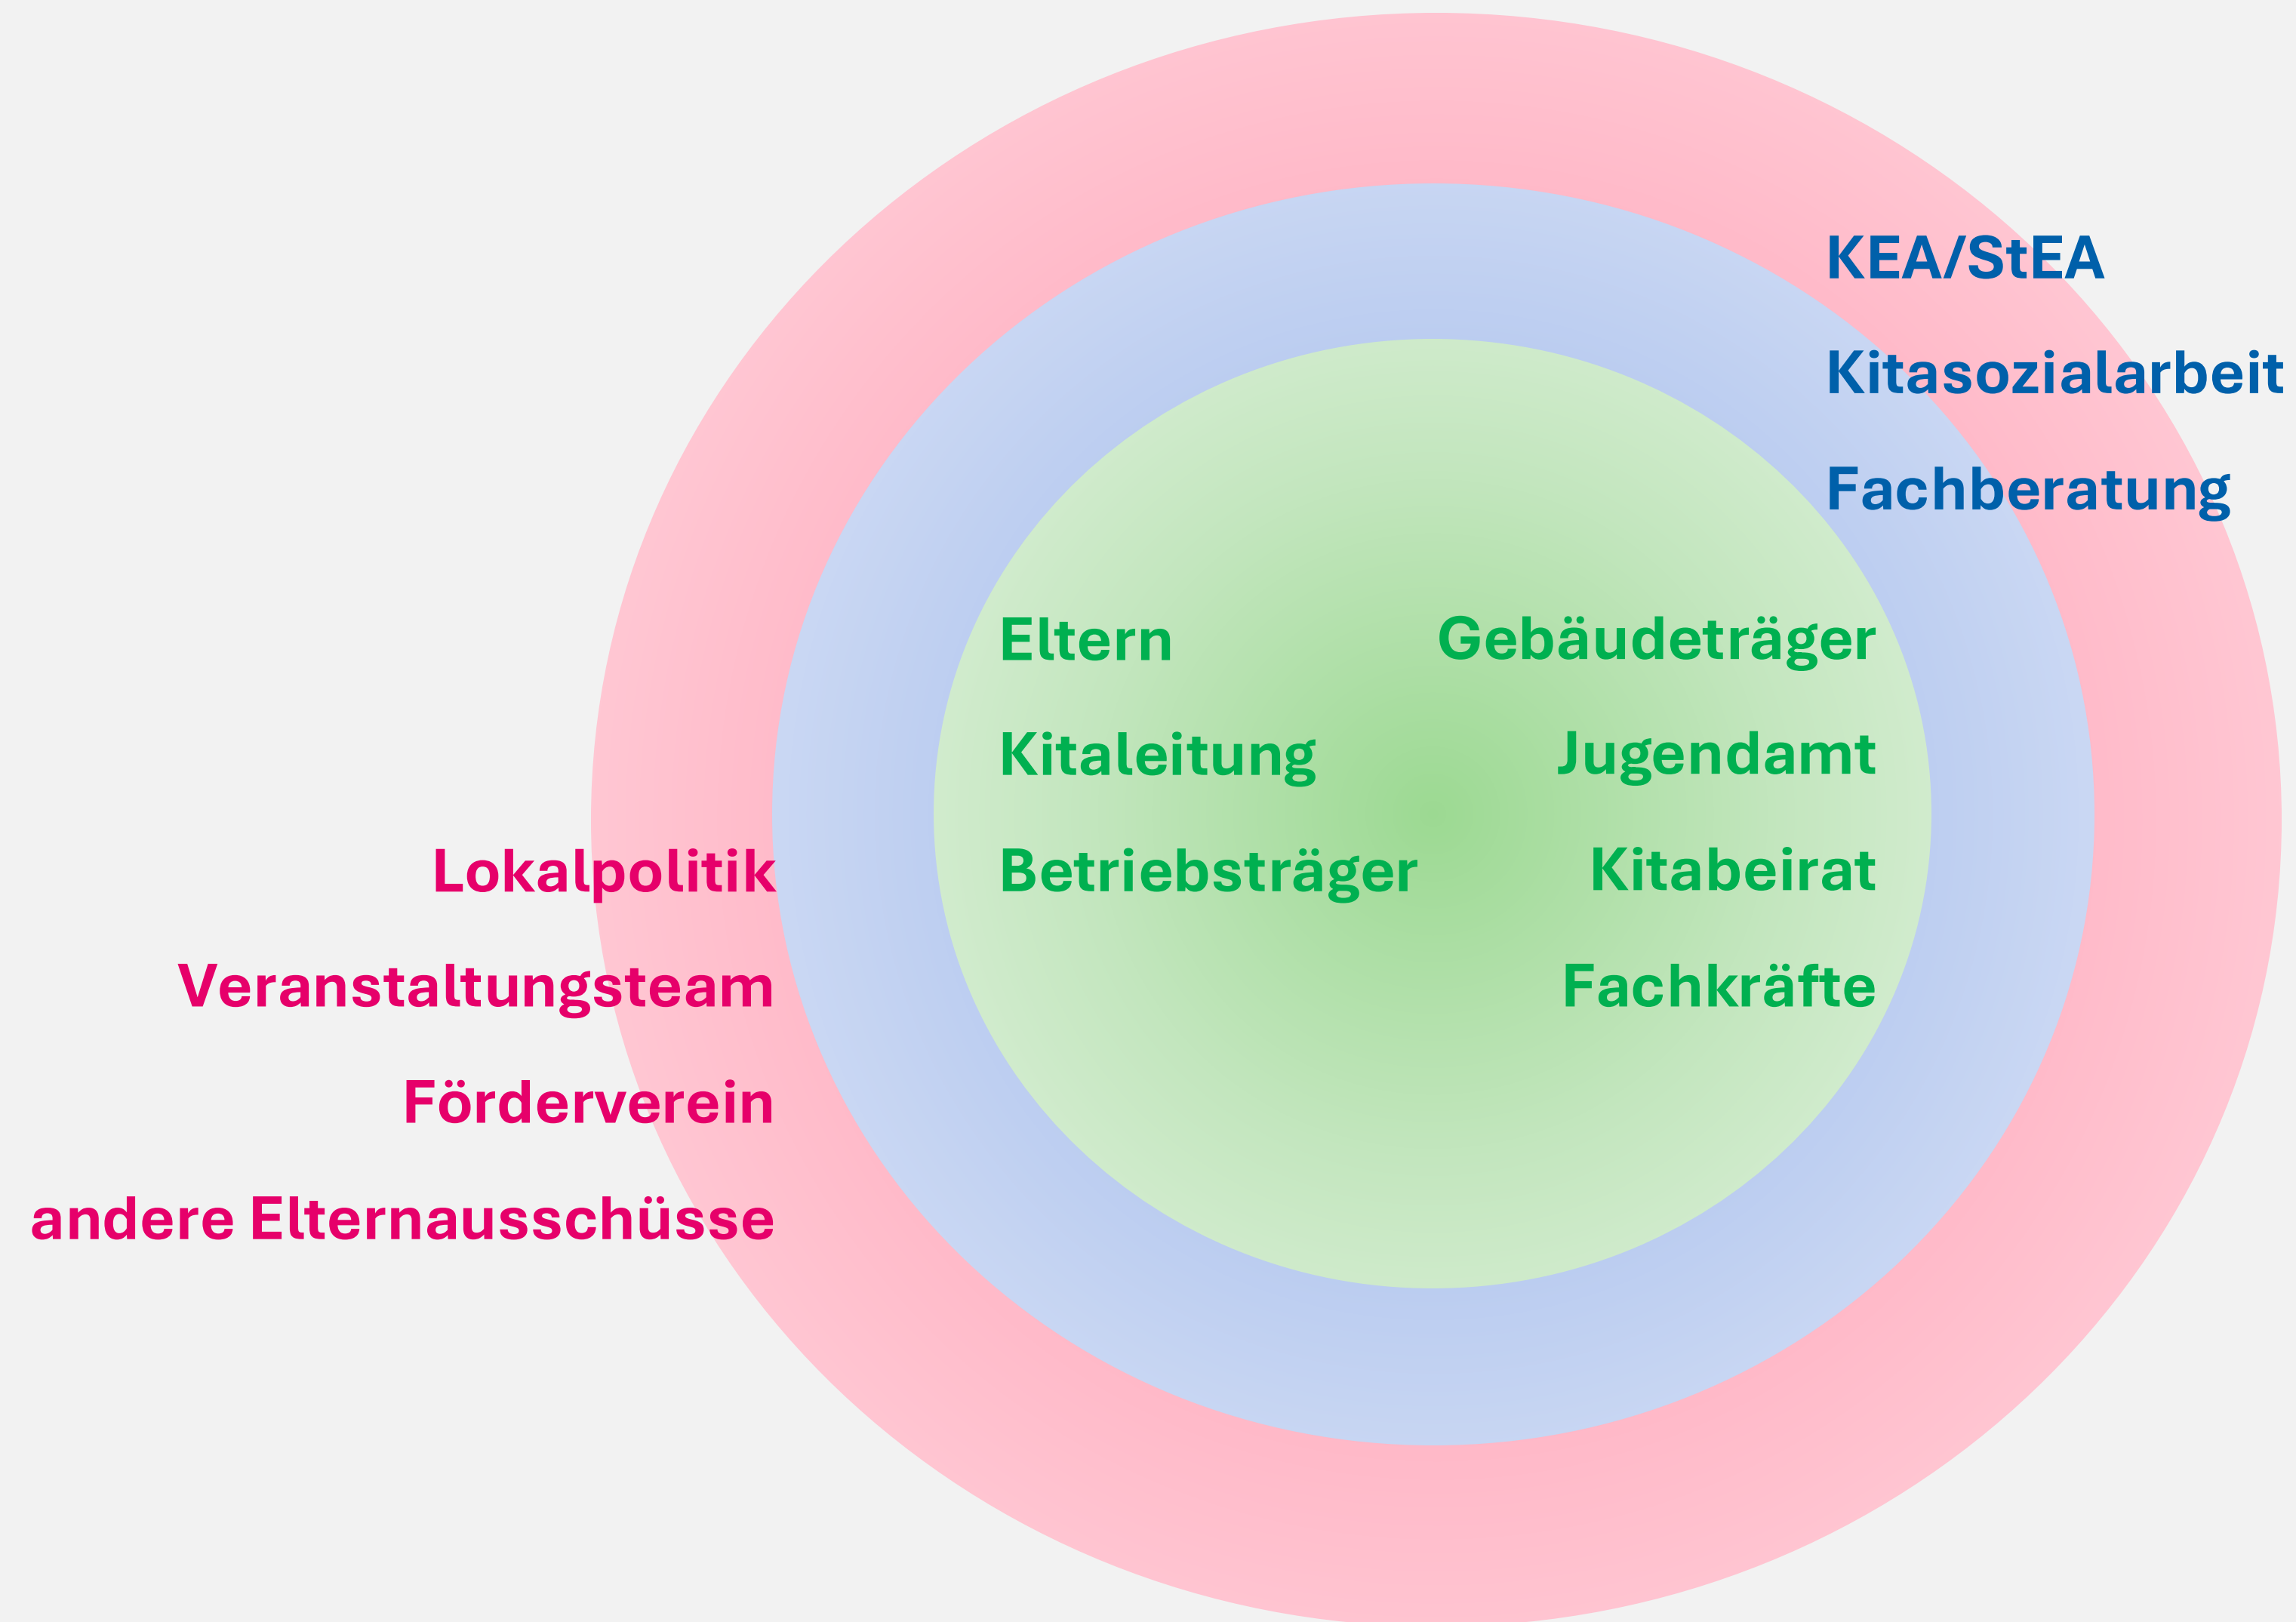 KEA/StEA
Kitasozialarbeit
Fachberatung
Eltern
Kitaleitung
Betriebsträger
Gebäudeträger
Jugendamt
Kitabeirat
Fachkräfte
Lokalpolitik
Veranstaltungsteam
Förderverein
andere Elternausschüsse